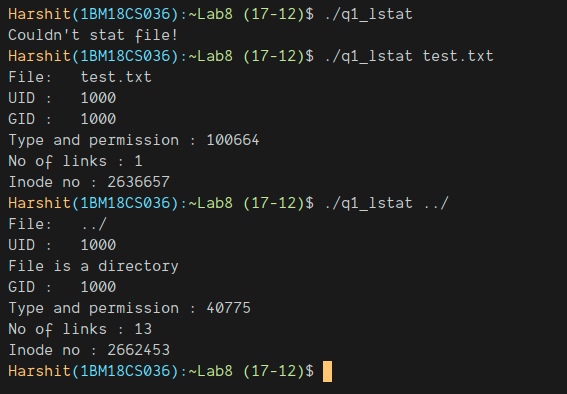 Harshit(1BM18CS036):~Lab8 (17-12)$ ./q1_lstat
Couldn't stat file!
Harshit(1BM18CS036):~Lab8 (17-12)$ ./q1_lstat test.txt
File:   test.txt
UID :   1000
GID :   1000
Type and permission : 100664
No of links : 1
Inode no : 2636657
Harshit(1BM18CS036):~Lab8 (17-12)$ ./q1_lstat ../
File:   ../
UID :   1000
File is a directory
GID :   1000
Type and permission : 40775
No of links : 13
Inode no : 2662453
Harshit(1BM18CS036):~Lab8 (17-12)$